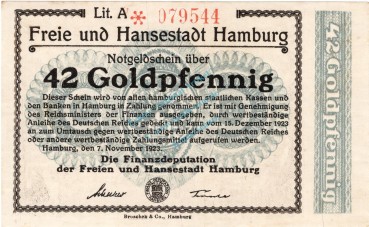 Lit. A * 079544
Freie und Hansestadt Hamburg
Notgeldschein über
42 Goldpfennig
Dieser Schein wird von allen hamburgischen staatlichen Kassen und
den Banken in Hamburg in Zahlung genommen. Er ist mit Genehmigung
des Reichsministers der Finanzen ausgegeben, durch wertbeständige
Anleihe des Deutschen Reiches gedeckt und kann vom 15. Dezember 1923
an zum Umtausch gegen wertbeständige Anleihe des Deutschen Reiches
oder andere wertbeständige Zahlungsmittel aufgerufen werden.
Hamburg, den 7. November 1923.
Die Finanzdeputation
der Freien und Hansestadt Hamburg
Broschek & Co., Hamburg
42 Goldpfennig